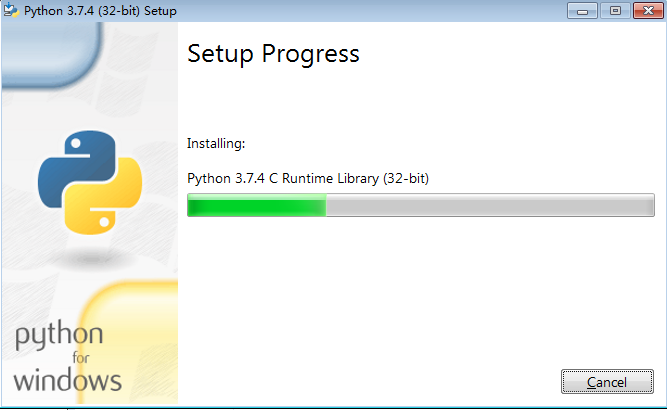 Python 3.7.4 (32-bit) Setup
Setup Progress
Installing:
Python 3.7.4 C Runtime Library (32-bit)
python
for
windows
Cancel